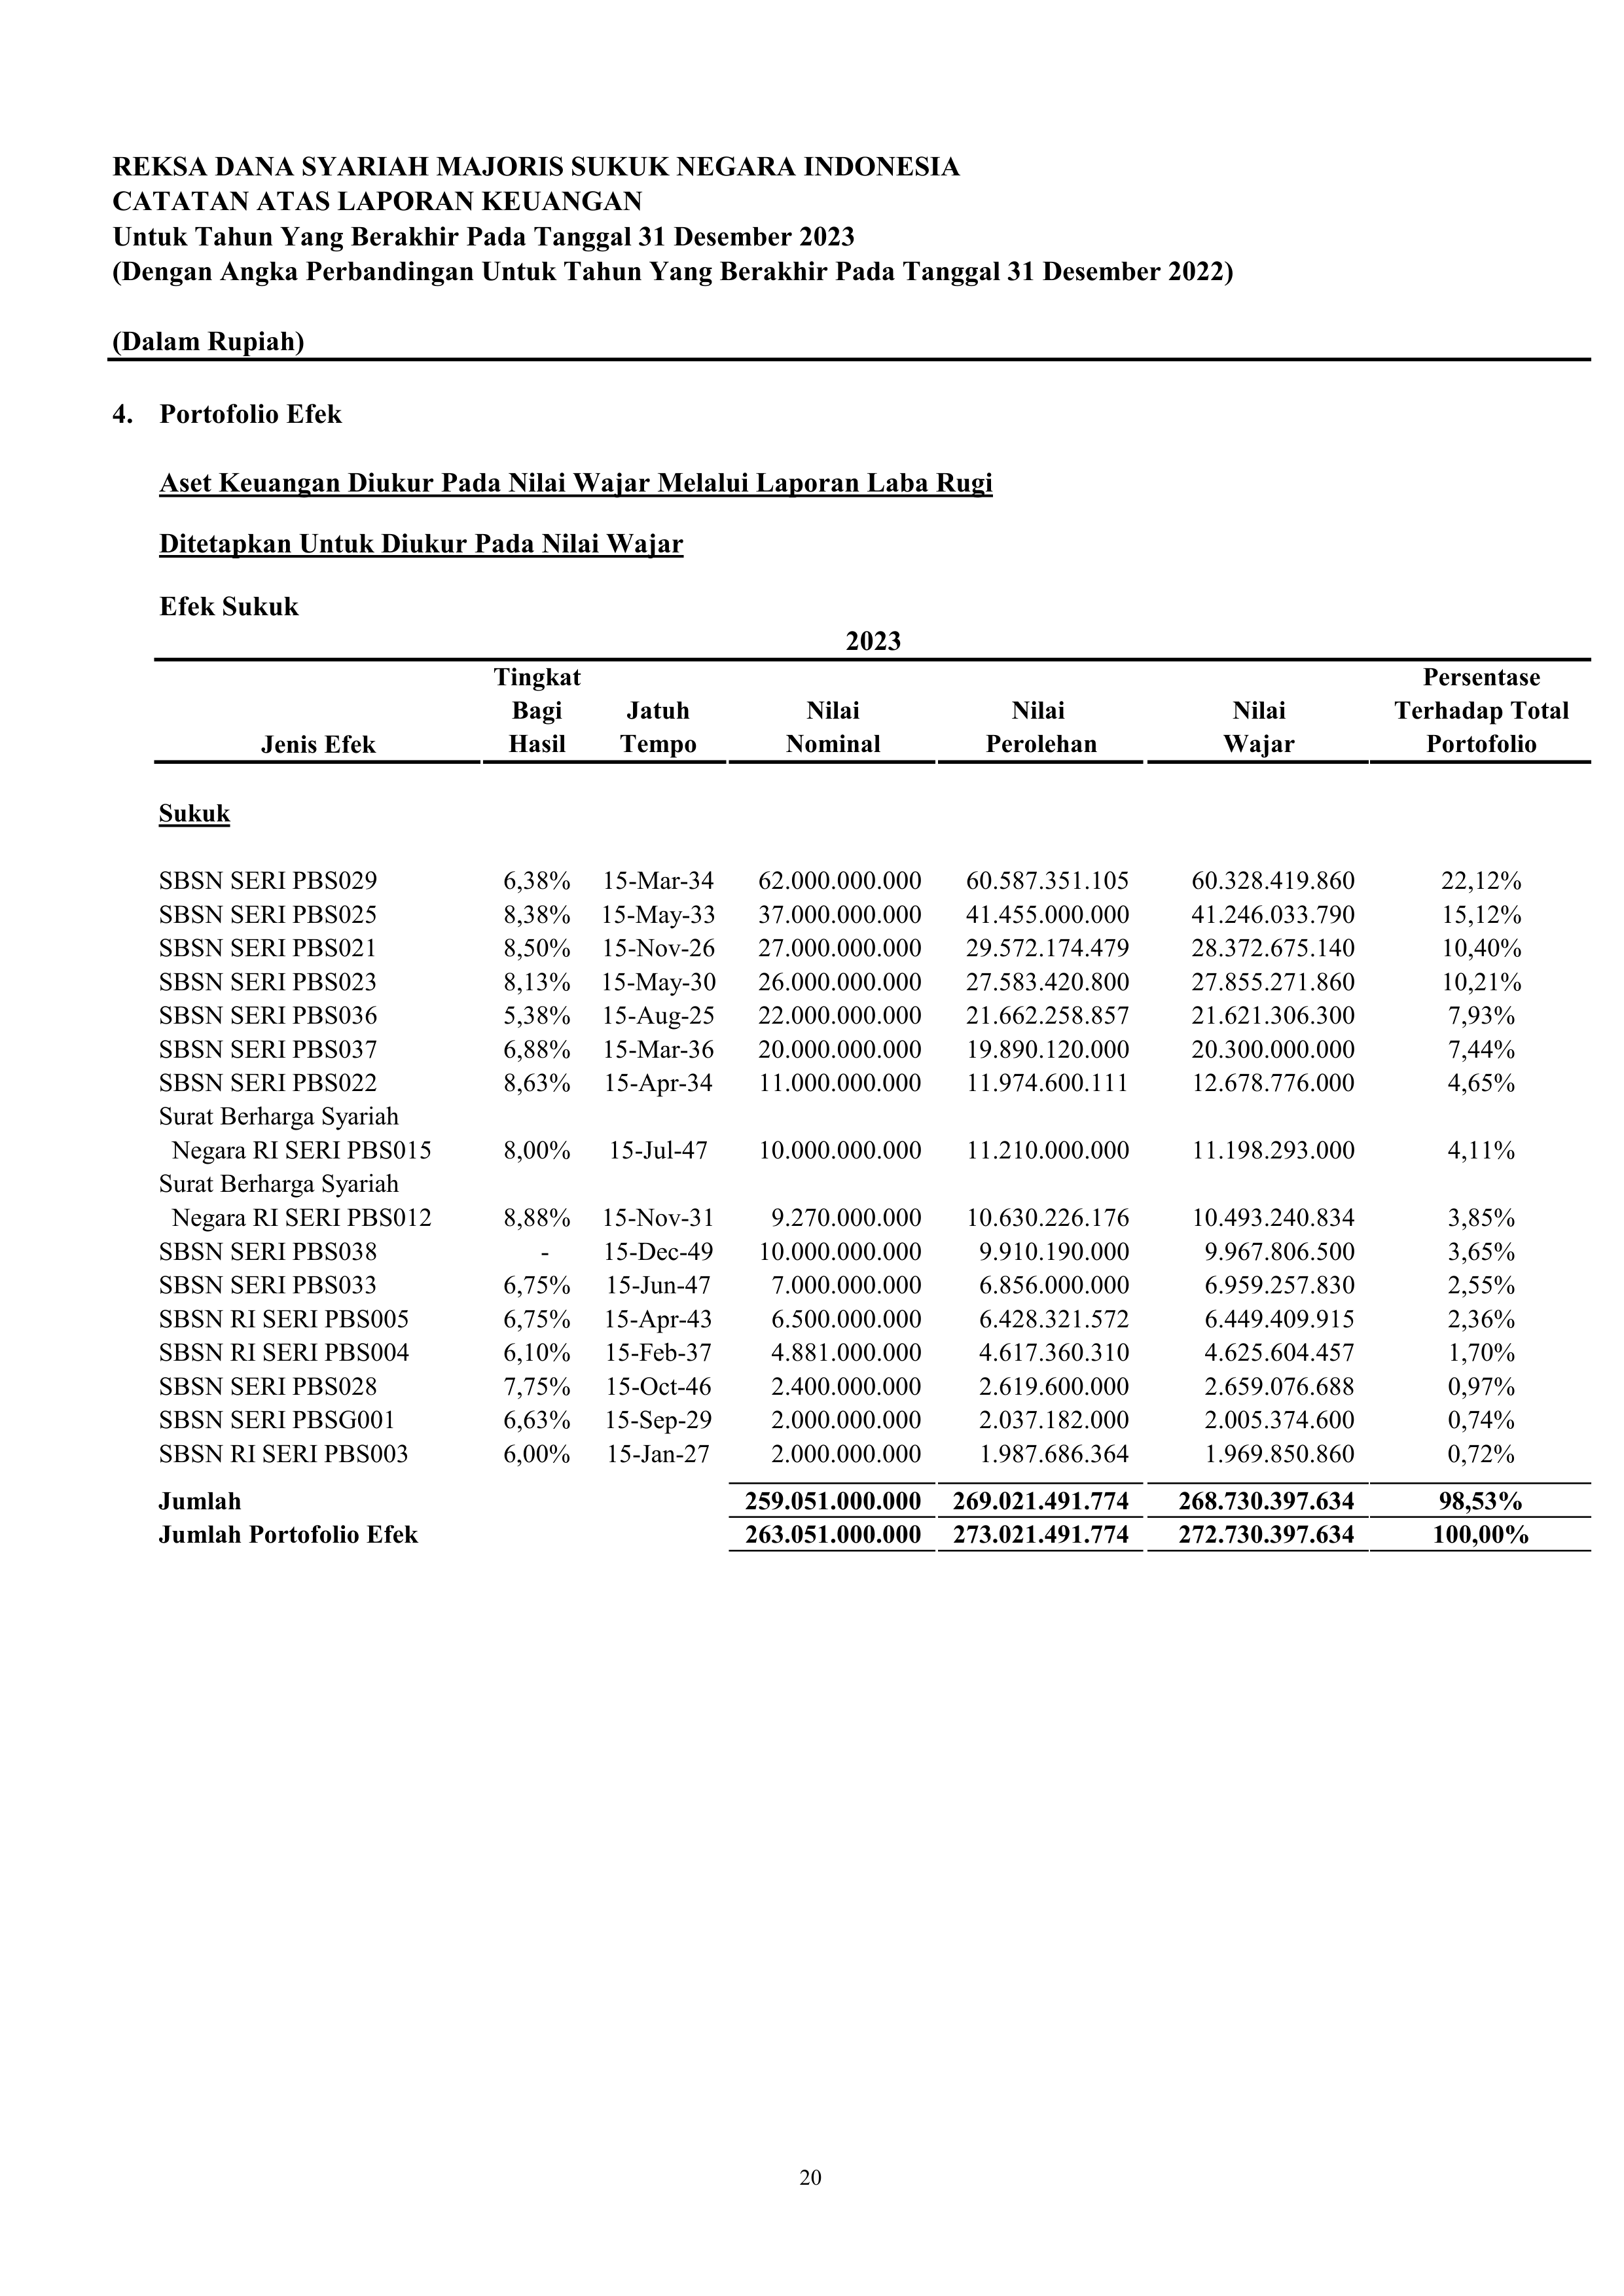 REKSA DANA SYARIAH MAJORIS SUKUK NEGARA INDONESIA
CATATAN ATAS LAPORAN KEUANGAN
Untuk Tahun Yang Berakhir Pada Tanggal 31 Desember 2023
(Dengan Angka Perbandingan Untuk Tahun Yang Berakhir Pada Tanggal 31 Desember 2022)
(Dalam Rupiah)
4. Portofolio Efek
Aset Keuangan Diukur Pada Nilai Wajar Melalui Laporan Laba Rugi
Ditetapkan Untuk Diukur Pada Nilai Wajar
Efek Sukuk
2023
Tingkat Persentase
Bagi Jatuh Nilai Nilai Nilai Terhadap Total
Jenis Efek Hasil Tempo Nominal Perolehan Wajar Portofolio
Sukuk
SBSN SERI PBS029 6,38% 15-Mar-34 62.000.000.000 60.587.351.105 60.328.419.860 22,12%
SBSN SERI PBS025 8,38% 15-May-33 37.000.000.000 41.455.000.000 41.246.033.790 15,12%
SBSN SERI PBS021 8,50% 15-Nov-26 27.000.000.000 29.572.174.479 28.372.675.140 10,40%
SBSN SERI PBS023 8,13% 15-May-30 26.000.000.000 27.583.420.800 27.855.271.860 10,21%
SBSN SERI PBS036 5,38% 15-Aug-25 22.000.000.000 21.662.258.857 21.621.306.300 7,93%
SBSN SERI PBS037 6,88% 15-Mar-36 20.000.000.000 19.890.120.000 20.300.000.000 7,44%
SBSN SERI PBS022 8,63% 15-Apr-34 11.000.000.000 11.974.600.111 12.678.776.000 4,65%
Surat Berharga Syariah
Negara RI SERI PBS015 8,00% 15-Jul-47 10.000.000.000 11.210.000.000 11.198.293.000 4,11%
Surat Berharga Syariah
Negara RI SERI PBS012 8,88% 15-Nov-31 9.270.000.000 10.630.226.176 10.493.240.834 3,85%
SBSN SERI PBS038 - 15-Dec-49 10.000.000.000 9.910.190.000 9.967.806.500 3,65%
SBSN SERI PBS033 6,75% 15-Jun-47 7.000.000.000 6.856.000.000 6.959.257.830 2,55%
SBSN RI SERI PBS005 6,75% 15-Apr-43 6.500.000.000 6.428.321.572 6.449.409.915 2,36%
SBSN RI SERI PBS004 6,10% 15-Feb-37 4.881.000.000 4.617.360.310 4.625.604.457 1,70%
SBSN SERI PBS028 7,75% 15-Oct-46 2.400.000.000 2.619.600.000 2.659.076.688 0,97%
SBSN SERI PBSG001 6,63% 15-Sep-29 2.000.000.000 2.037.182.000 2.005.374.600 0,74%
SBSN RI SERI PBS003 6,00% 15-Jan-27 2.000.000.000 1.987.686.364 1.969.850.860 0,72%
Jumlah 259.051.000.000 269.021.491.774 268.730.397.634 98,53%
Jumlah Portofolio Efek 263.051.000.000 273.021.491.774 272.730.397.634 100,00%
20